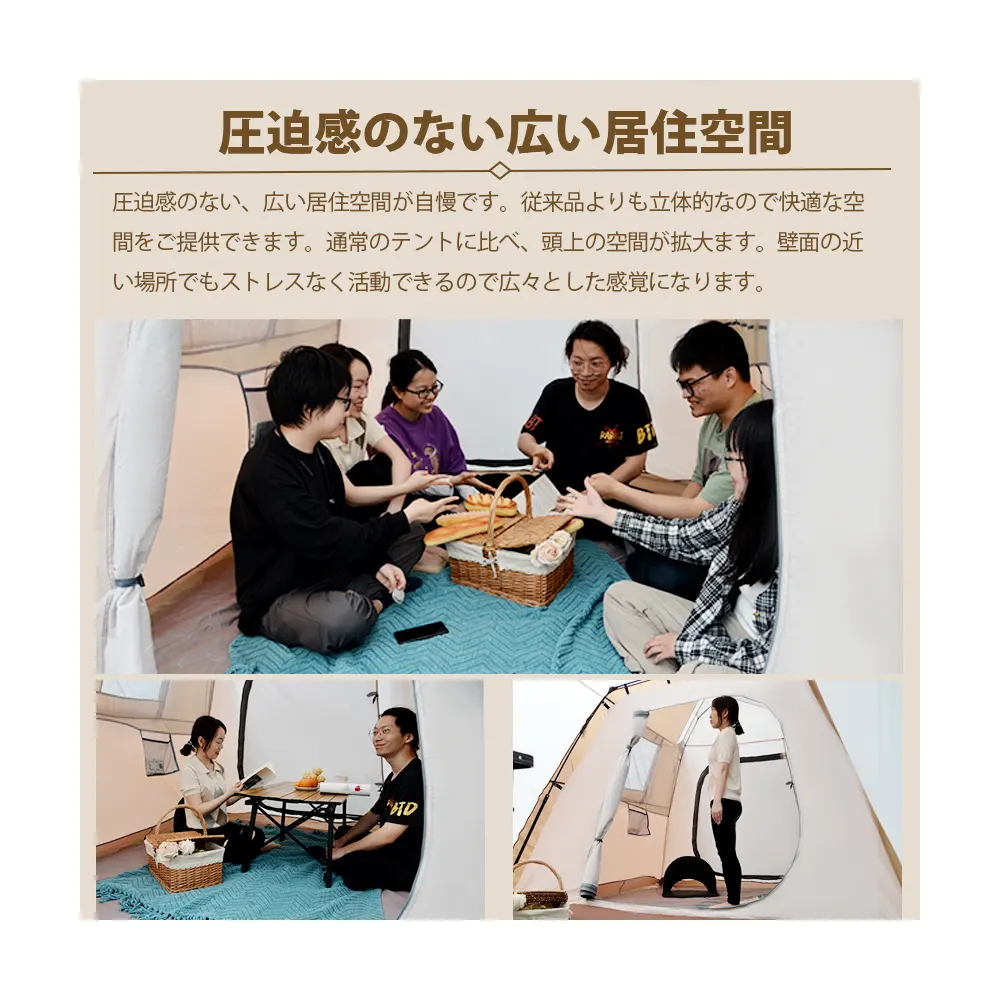 圧迫感のない広い居住空間
圧迫感のない、広い居住空間が自慢です。従来品よりも立体的なので快適な空
間をご提供できます。通常のテントに比べ、頭上の空間が拡大ます。壁面の近
い場所でもストレスなく活動できるので広々とした感覚になります。
BTD